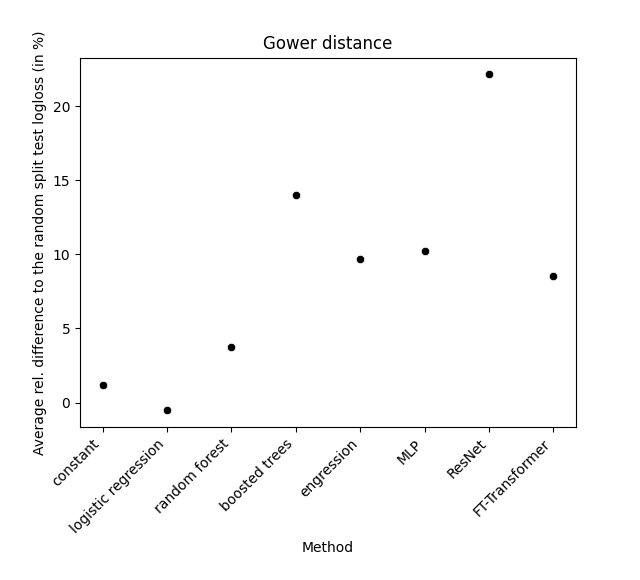 Gower distance
Average rel. difference to the random split test logloss (in %)
20
15
10
5
0
constant
logistic regression
random forest
boosted trees
engression
MLP
ResNet
FT-Transformer
Method